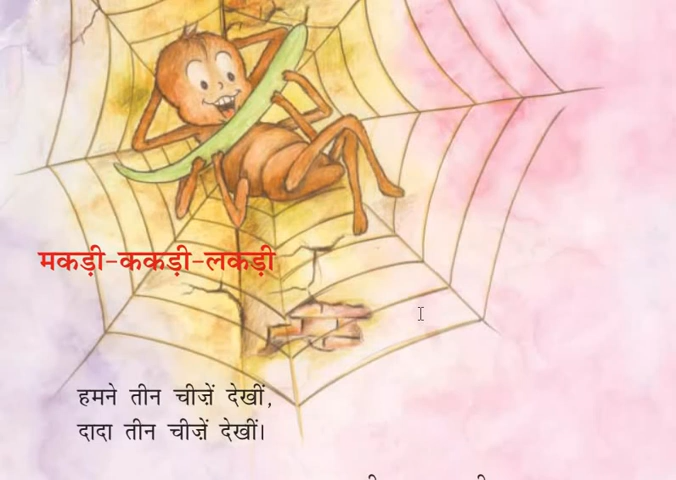 मकड़ी-ककड़ी-लकड़ी
हमने तीन चीज़ें देखीं,
दादा तीन चीज़ें देखीं।